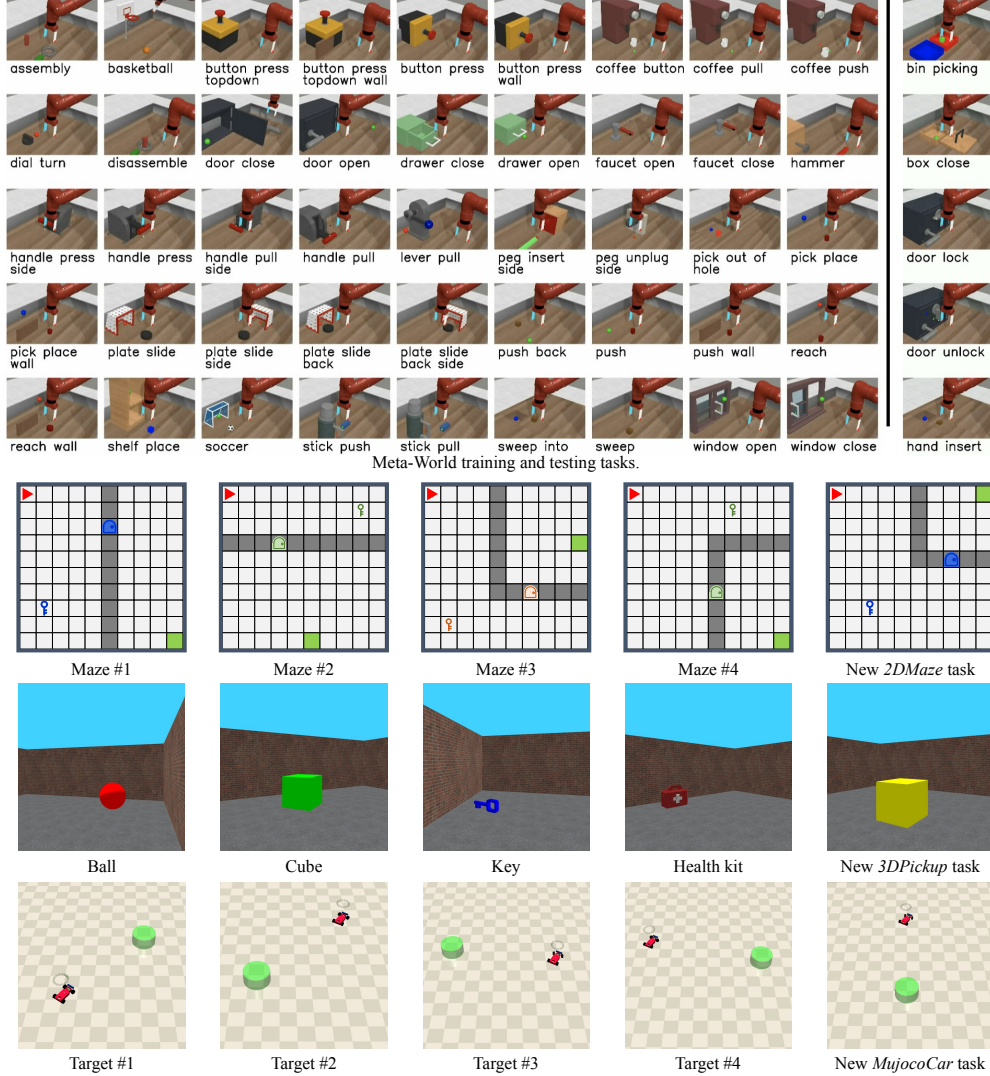 assembly
basketball
button press
topdown
button press
topdown wall
button press
button press
wall
coffee button
coffee pull
coffee push
bin picking
dial turn
disassemble
door close
door open
drawer close
drawer open
faucet open
faucet close
hammer
box close
handle press
side
handle press
handle pull
side
handle pull
lever pull
peg insert
side
peg unplug
side
pick out of
hole
pick place
door lock
pick place
wall
plate slide
plate slide
side
plate slide
back
plate slide
back side
push back
push
push wall
reach
door unlock
reach wall
shelf place
soccer
stick push
stick pull
sweep into
sweep
window open
window close
hand insert
Meta-World training and testing tasks.
Maze #1
Maze #2
Maze #3
Maze #4
New 2DMaze task
Ball
Cube
Key
Health kit
New 3DPickup task
Target #1
Target #2
Target #3
Target #4
New MujocoCar task